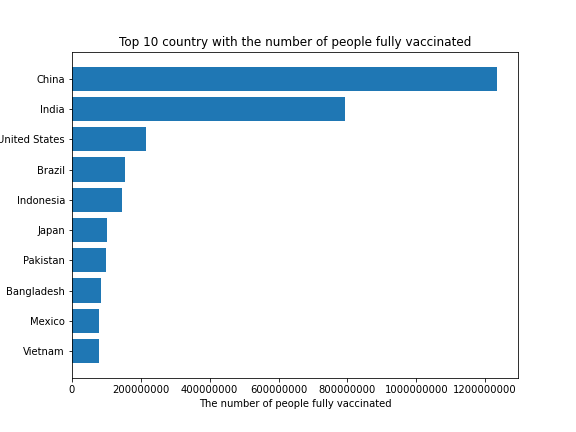 Top 10 country with the number of people fully vaccinated
China
India
United States
Brazil
Indonesia
Japan
Pakistan
Bangladesh
Mexico
Vietnam
0 200000000 400000000 600000000 800000000 1000000000 1200000000
The number of people fully vaccinated